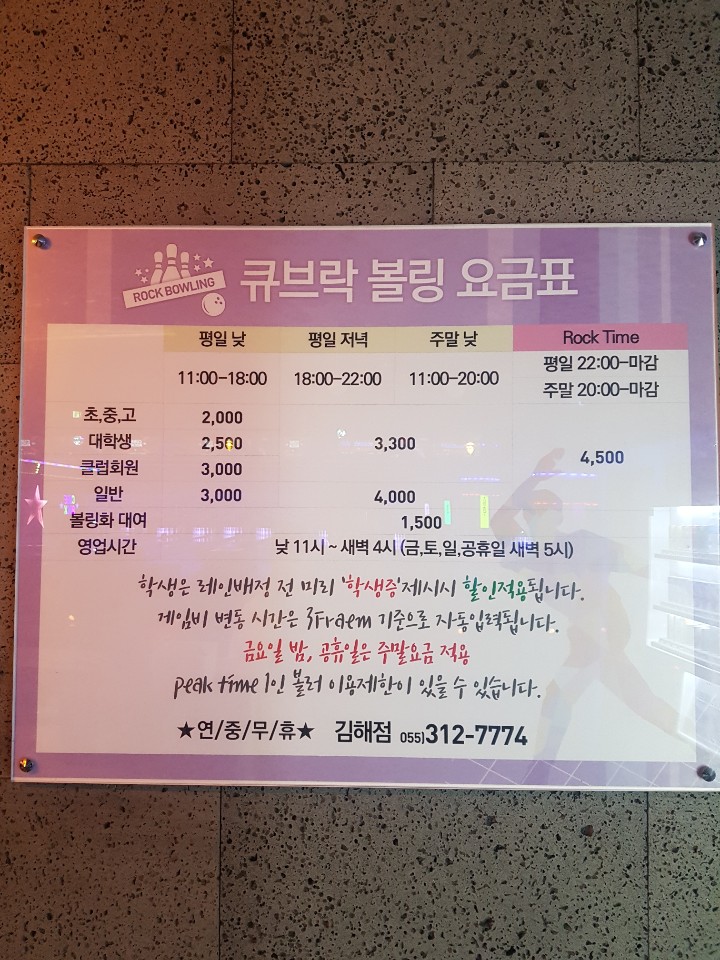 ROCK BOWLING 큐브락 볼링 요금표
평일 낮 평일 저녁 주말 낮 Rock Time
11:00-18:00 18:00-22:00 11:00-20:00 평일 22:00-마감
주말 20:00-마감
초,중,고 2,000
대학생 2,500 3,300
클럽회원 3,000 4,500
일반 3,000 4,000
볼링화 대여 1,500
영업시간 낮 11시 ~ 새벽 4시 (금,토,일,공휴일 새벽 5시)
학생은 레인배정 전 미리 '학생증'제시시 할인적용됩니다.
게임비 변동 시간은 3Fraem 기준으로 자동입력됩니다.
금요일 밤, 공휴일은 주말요금 적용
peak time 1인 볼러 이용제한이 있을 수 있습니다.
★연/중/무/휴★ 김해점 055)312-7774